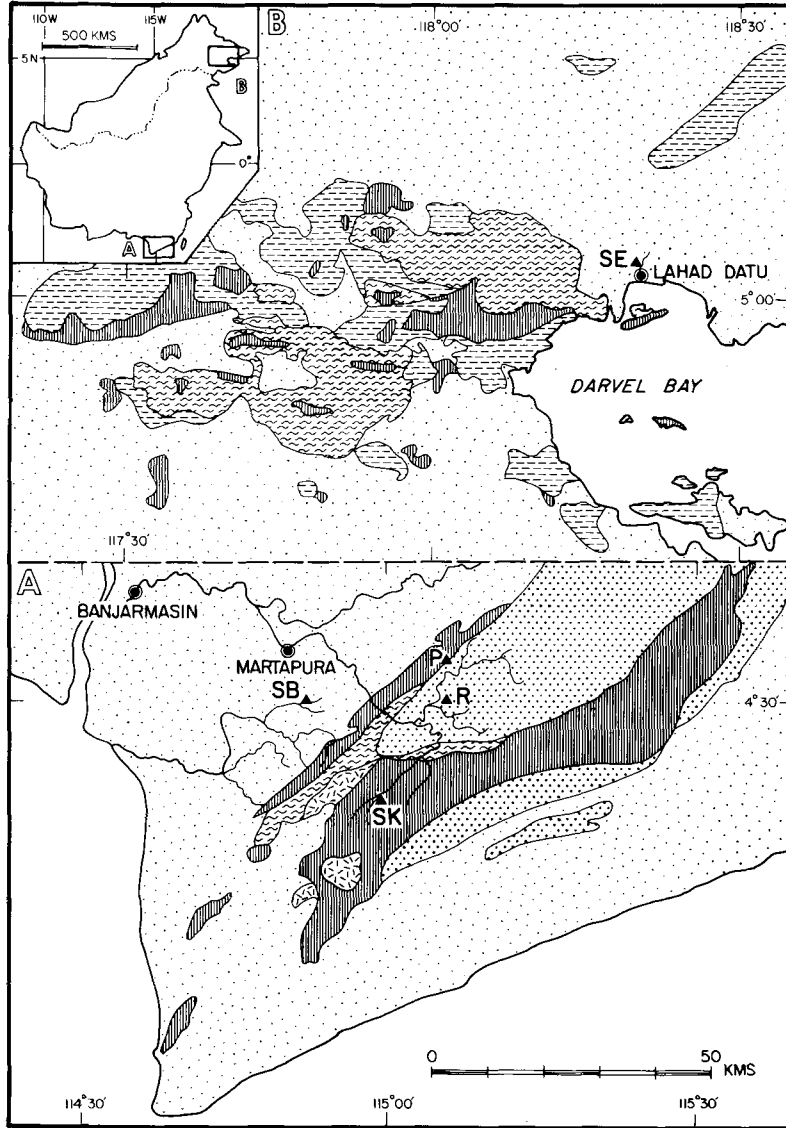 110W 115W
500 KMS
5N
B
0°
A
B
118°00'
118°30'
SE
LAHAD DATU
5°00
DARVEL BAY
117°30'
A
BANJARMASIN
MARTAPURA
SB
P
R
4°30'
SK
0 50
KMS
114°30'
115°00'
115°30'